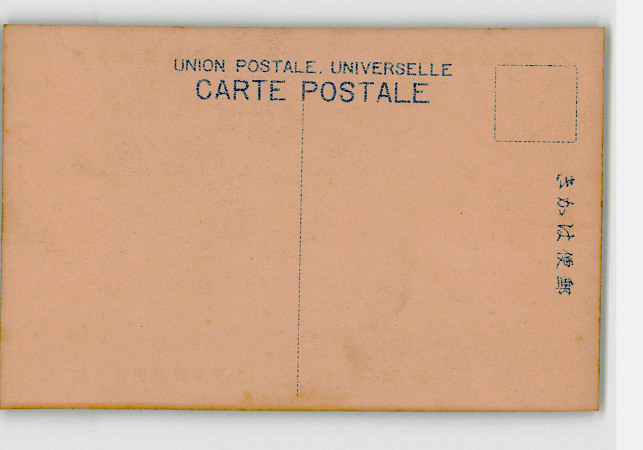 UNION POSTALE. UNIVERSELLE
CARTE POSTALE
きかは便郵